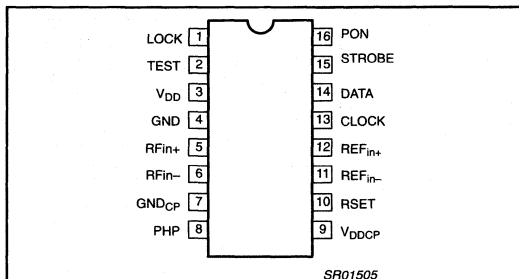 LOCK 1 16 PON
TEST 2 15 STROBE
VDD 3 14 DATA
GND 4 13 CLOCK
RFin+ 5 12 REFin+
RFin– 6 11 REFin–
GNDCP 7 10 RSET
PHP 8 9 VDDCP
SR01505